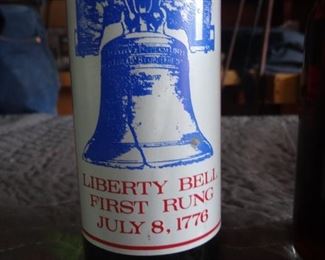 LIBERTY BELL
FIRST RUNG
JULY 8, 1776